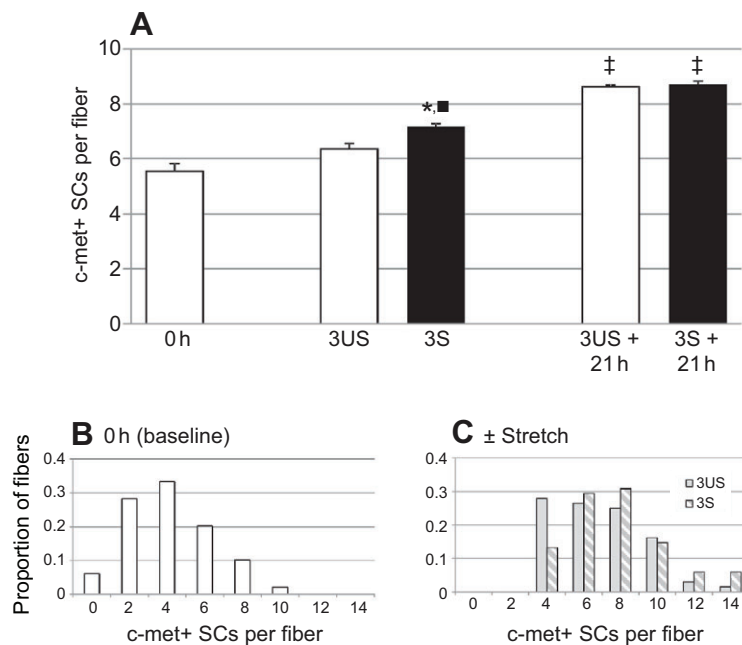 A
10
8
6
4
2
0
c-met+ SCs per fiber
*,■
‡
‡
0 h
3US
3S
3US +
21 h
3S +
21 h
B 0 h (baseline)
Proportion of fibers
0.4
0.3
0.2
0.1
0
0 2 4 6 8 10 12 14
c-met+ SCs per fiber
C ± Stretch
0.4
0.3
0.2
0.1
0
3US
3S
0 2 4 6 8 10 12 14
c-met+ SCs per fiber